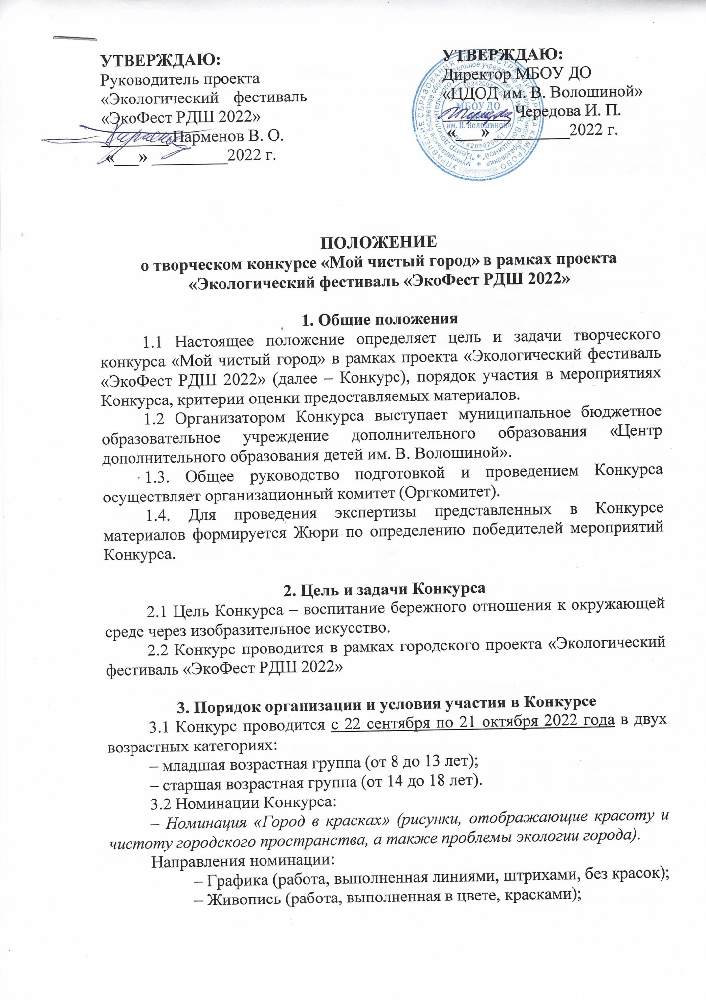 УТВЕРЖДАЮ:
Руководитель проекта
«Экологический фестиваль
«ЭкоФест РДШ 2022»
________ Парменов В. О.
«___» _________2022 г.
УТВЕРЖДАЮ:
Директор МБОУ ДО
«ЦДОД им. В. Волошиной»
________ Чередова И. П.
«___» _________2022 г.
МБОУ ДО
им. В. Волошиной»
ПОЛОЖЕНИЕ
о творческом конкурсе «Мой чистый город» в рамках проекта
«Экологический фестиваль «ЭкоФест РДШ 2022»
1. Общие положения
1.1 Настоящее положение определяет цель и задачи творческого
конкурса «Мой чистый город» в рамках проекта «Экологический фестиваль
«ЭкоФест РДШ 2022» (далее – Конкурс), порядок участия в мероприятиях
Конкурса, критерии оценки предоставляемых материалов.
1.2 Организатором Конкурса выступает муниципальное бюджетное
образовательное учреждение дополнительного образования «Центр
дополнительного образования детей им. В. Волошиной».
1.3. Общее руководство подготовкой и проведением Конкурса
осуществляет организационный комитет (Оргкомитет).
1.4. Для проведения экспертизы представленных в Конкурсе
материалов формируется Жюри по определению победителей мероприятий
Конкурса.
2. Цель и задачи Конкурса
2.1 Цель Конкурса – воспитание бережного отношения к окружающей
среде через изобразительное искусство.
2.2 Конкурс проводится в рамках городского проекта «Экологический
фестиваль «ЭкоФест РДШ 2022»
3. Порядок организации и условия участия в Конкурсе
3.1 Конкурс проводится с 22 сентября по 21 октября 2022 года в двух
возрастных категориях:
– младшая возрастная группа (от 8 до 13 лет);
– старшая возрастная группа (от 14 до 18 лет).
3.2 Номинации Конкурса:
– Номинация «Город в красках» (рисунки, отображающие красоту и
чистоту городского пространства, а также проблемы экологии города).
Направления номинации:
– Графика (работа, выполненная линиями, штрихами, без красок);
– Живопись (работа, выполненная в цвете, красками);